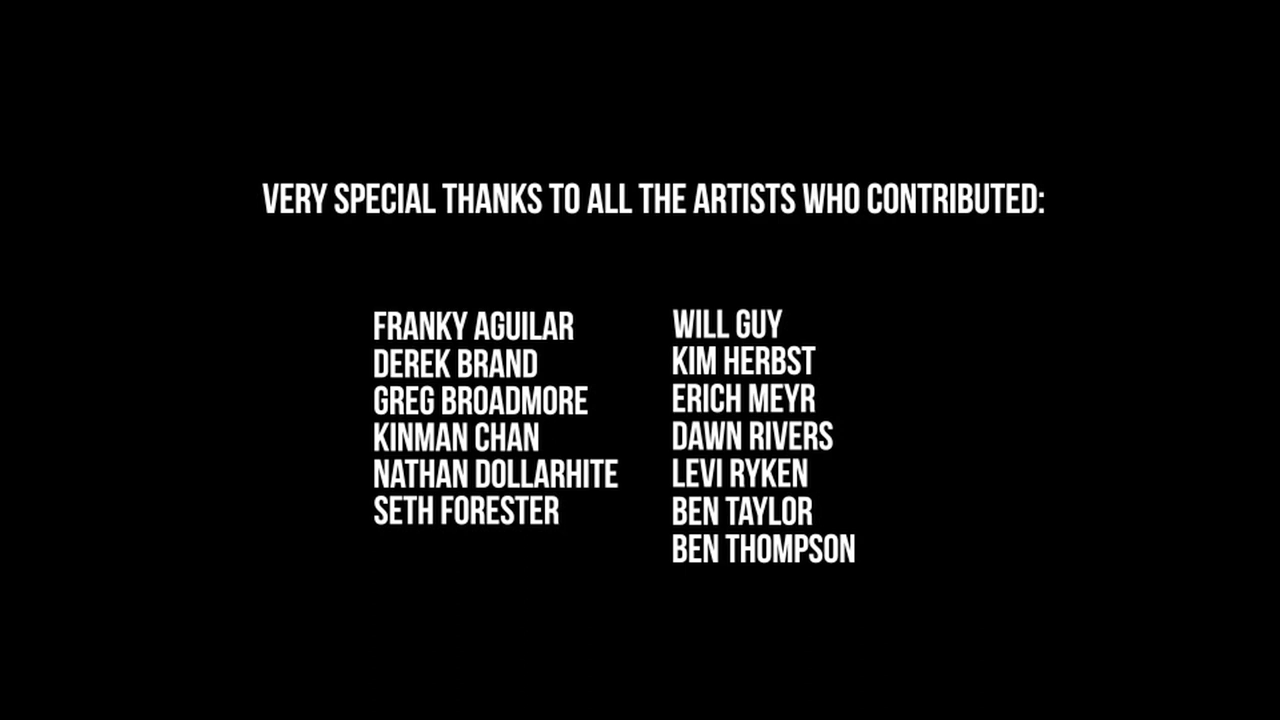 VERY SPECIAL THANKS TO ALL THE ARTISTS WHO CONTRIBUTED:
FRANKY AGUILAR
DEREK BRAND
GREG BROADMORE
KINMAN CHAN
NATHAN DOLLARHITE
SETH FORESTER
WILL GUY
KIM HERBST
ERICH MEYR
DAWN RIVERS
LEVI RYKEN
BEN TAYLOR
BEN THOMPSON